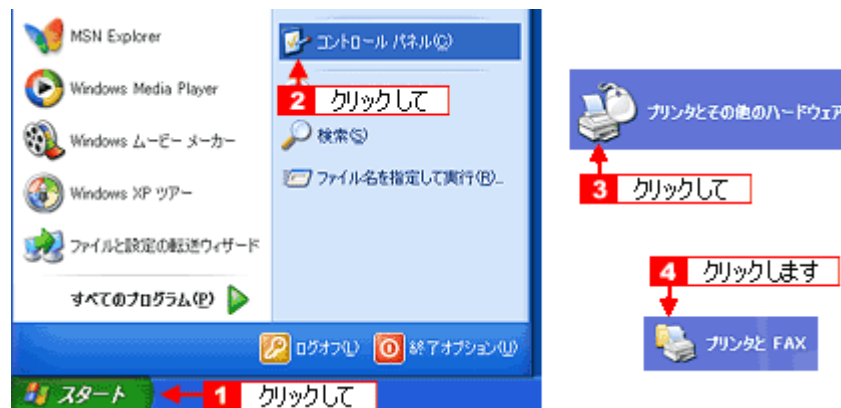 MSN Explorer
コントロール パネル(C)
2 クリックして
Windows Media Player
Windows ムービー メーカー
検索(S)
ファイル名を指定して実行(R)...
Windows XP ツアー
ファイルと設定の転送ウィザード
すべてのプログラム(P)
ログオフ(L)
終了オプション(U)
スタート
1 クリックして
プリンタとその他のハードウェア
3 クリックして
4 クリックします
プリンタと FAX